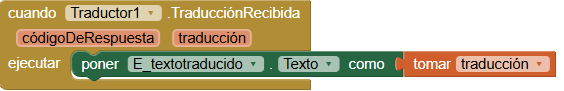 cuando Traductor1 .TraducciónRecibida
códigoDeRespuesta traducción
ejecutar poner E_textotraducido . Texto como tomar traducción